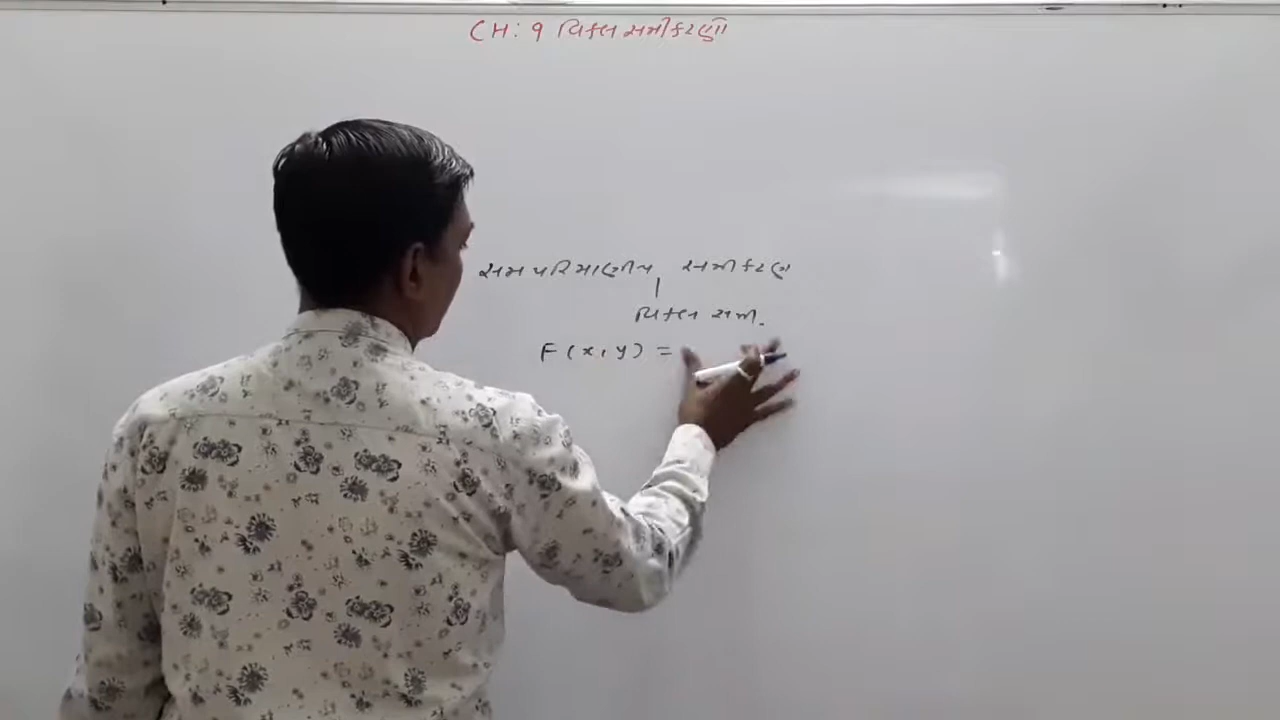 CH: 9 વિકલ સમીકરણો
સમપરિમાણીય સમીકરણ
વિકલ સમી.
F(x, y) =